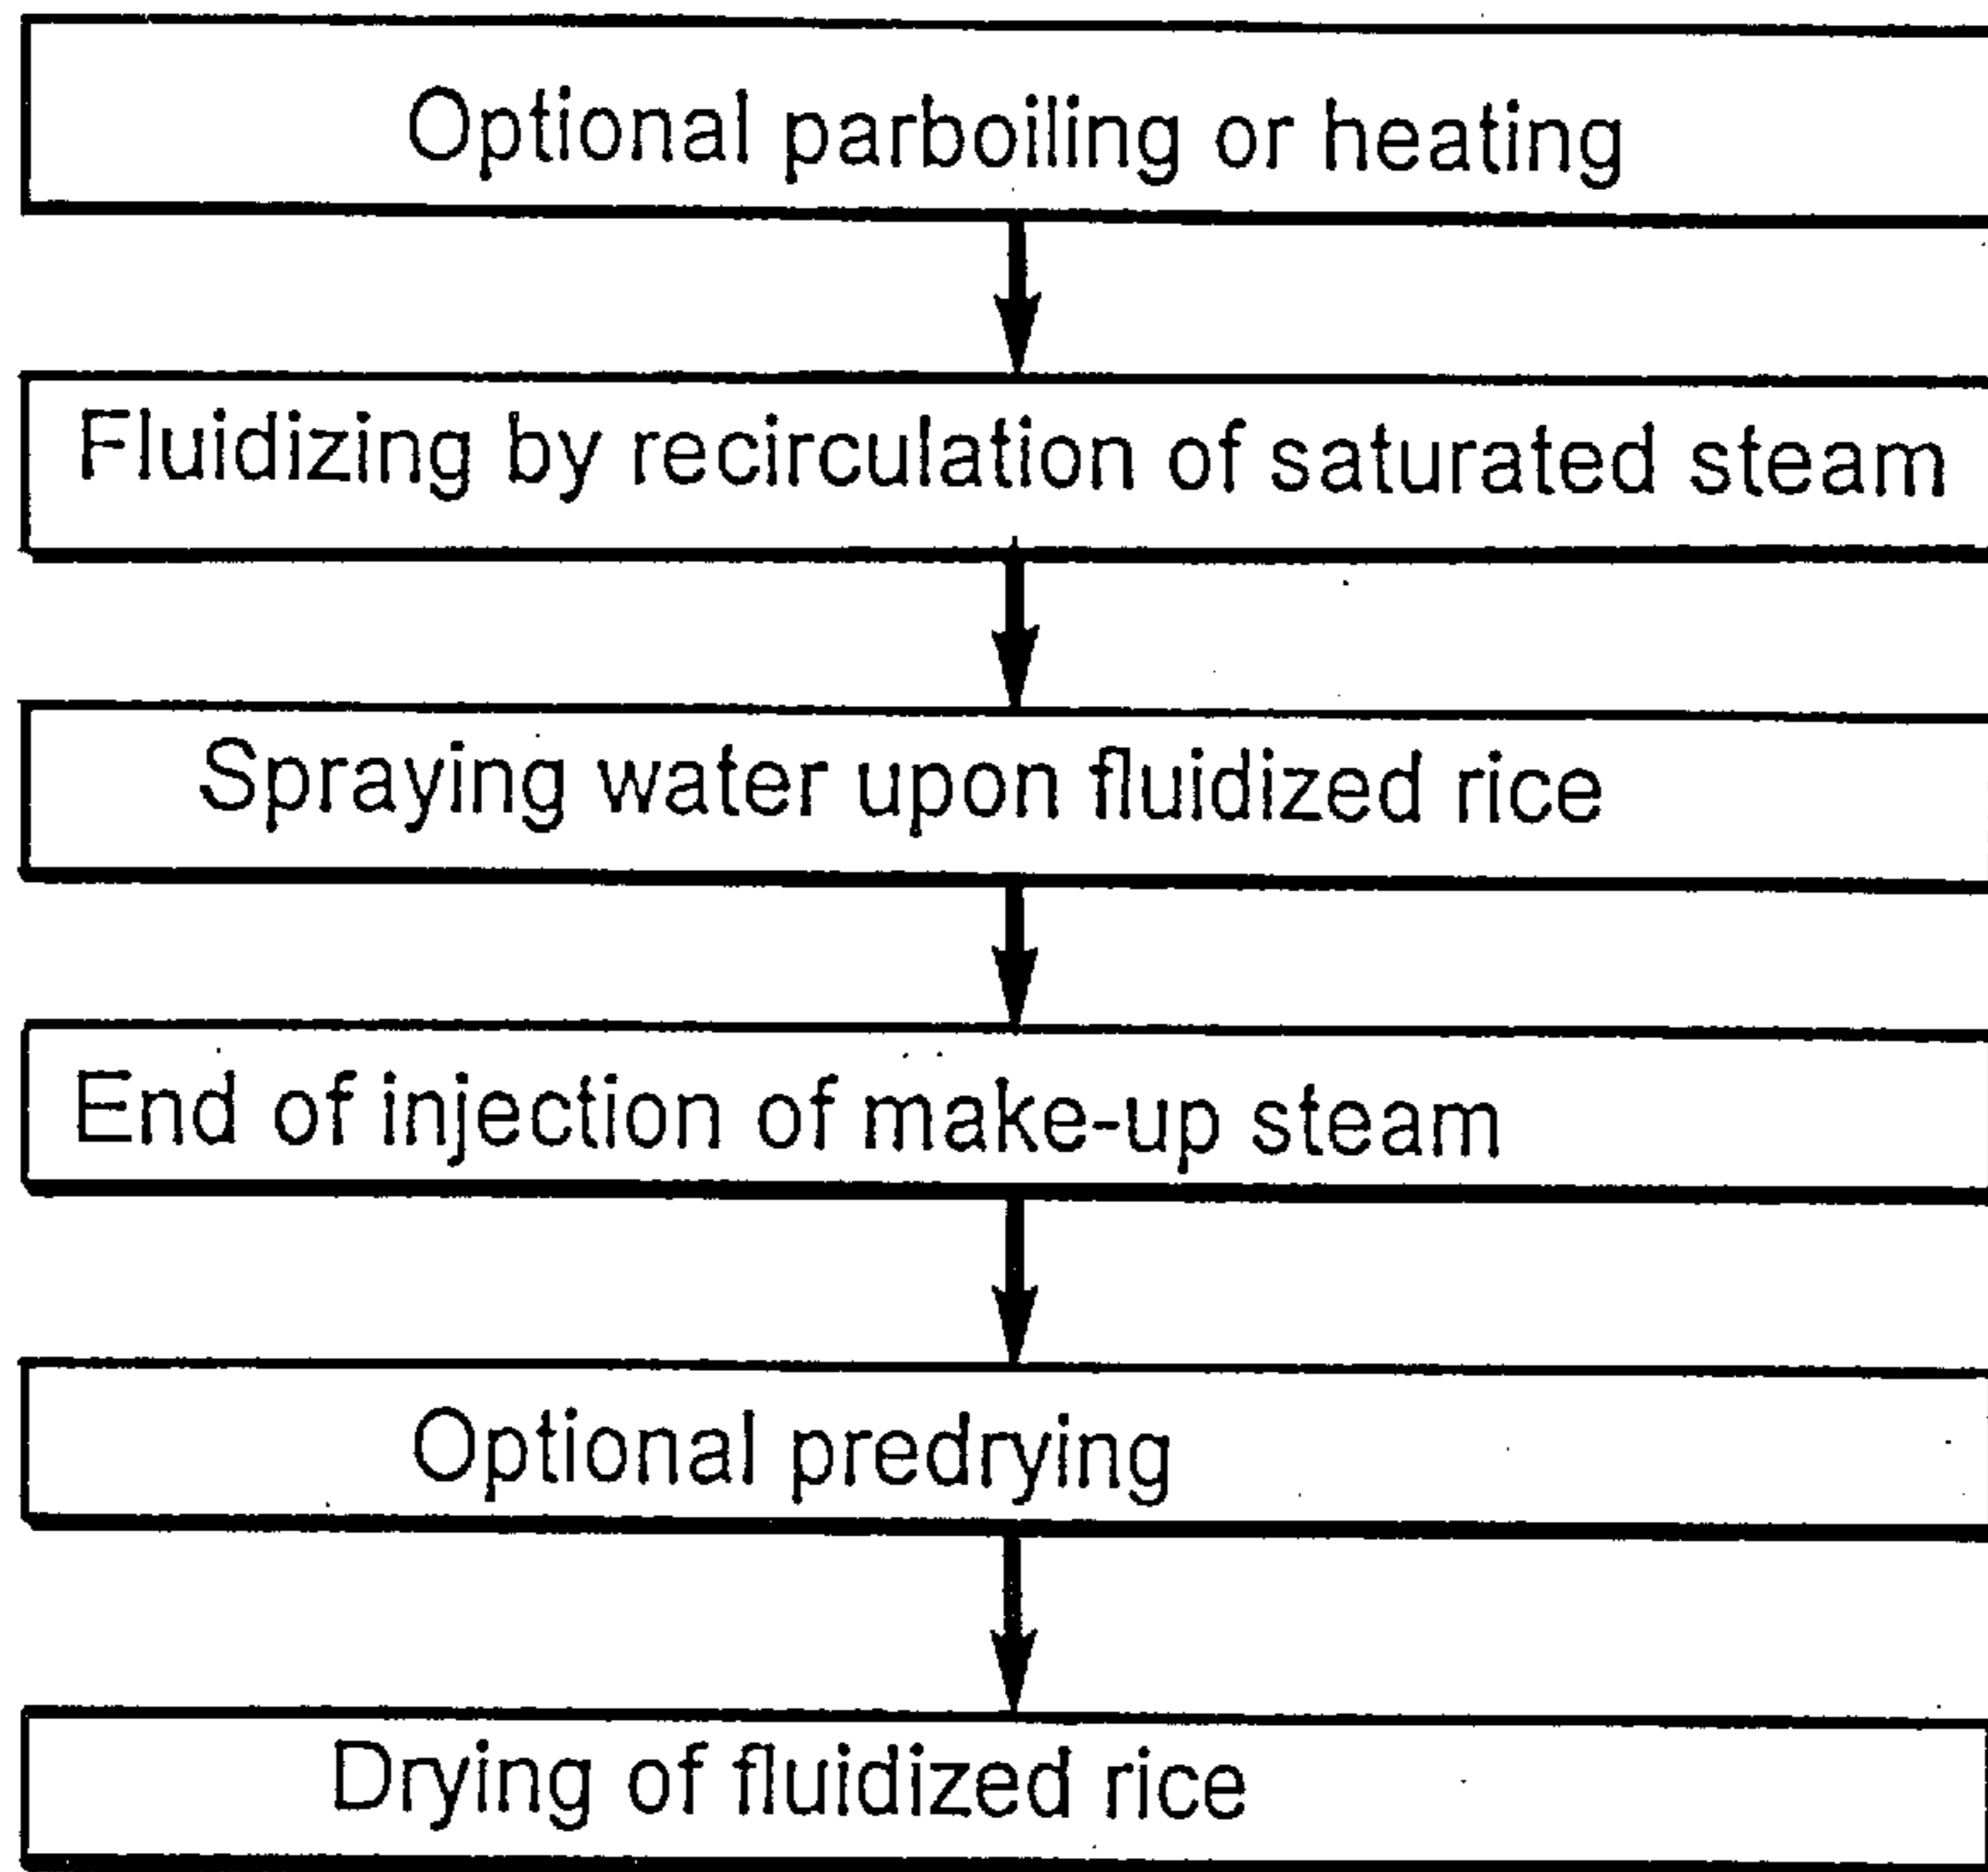 Optional parboiling or heating
Fluidizing by recirculation of saturated steam
Spraying water upon fluidized rice
End of injection of make-up steam
Optional predrying
Drying of fluidized rice